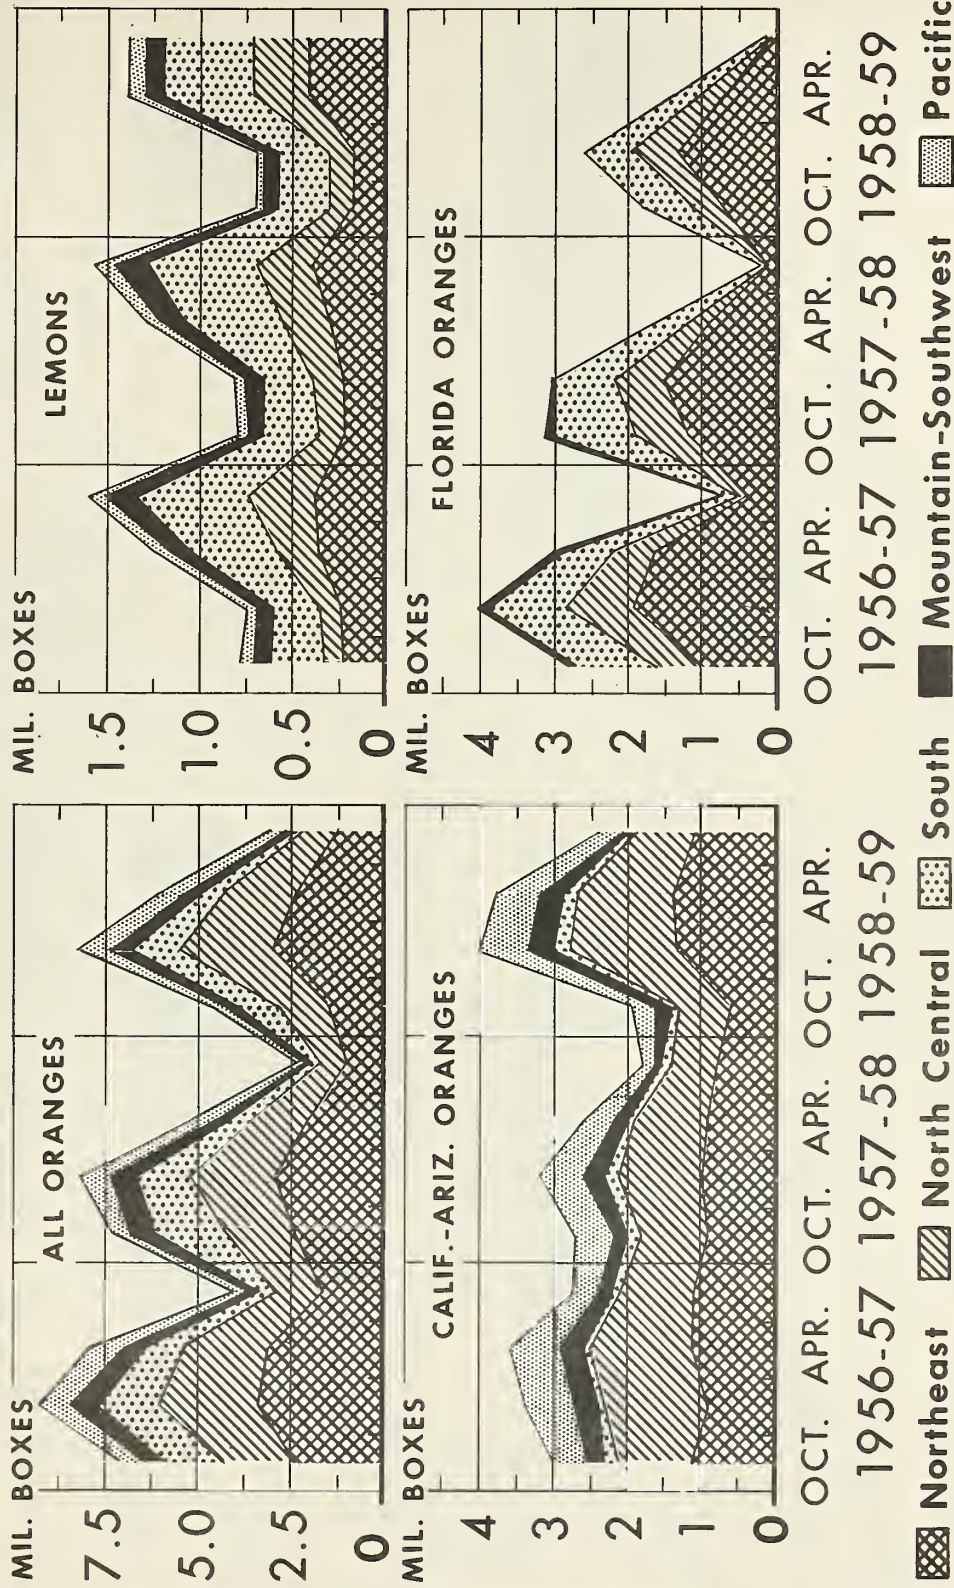 MIL. BOXES
ALL ORANGES
7.5
5.0
2.5
0
MIL. BOXES
LEMONS
1.5
1.0
0.5
0
MIL. BOXES
CALIF.-ARIZ. ORANGES
4
3
2
1
0
OCT. APR. OCT. APR. OCT. APR.
1956-57 1957-58 1958-59
MIL. BOXES
FLORIDA ORANGES
4
3
2
1
0
OCT. APR. OCT. APR. OCT. APR.
1956-57 1957-58 1958-59
Northeast North Central South Mountain-Southwest Pacific